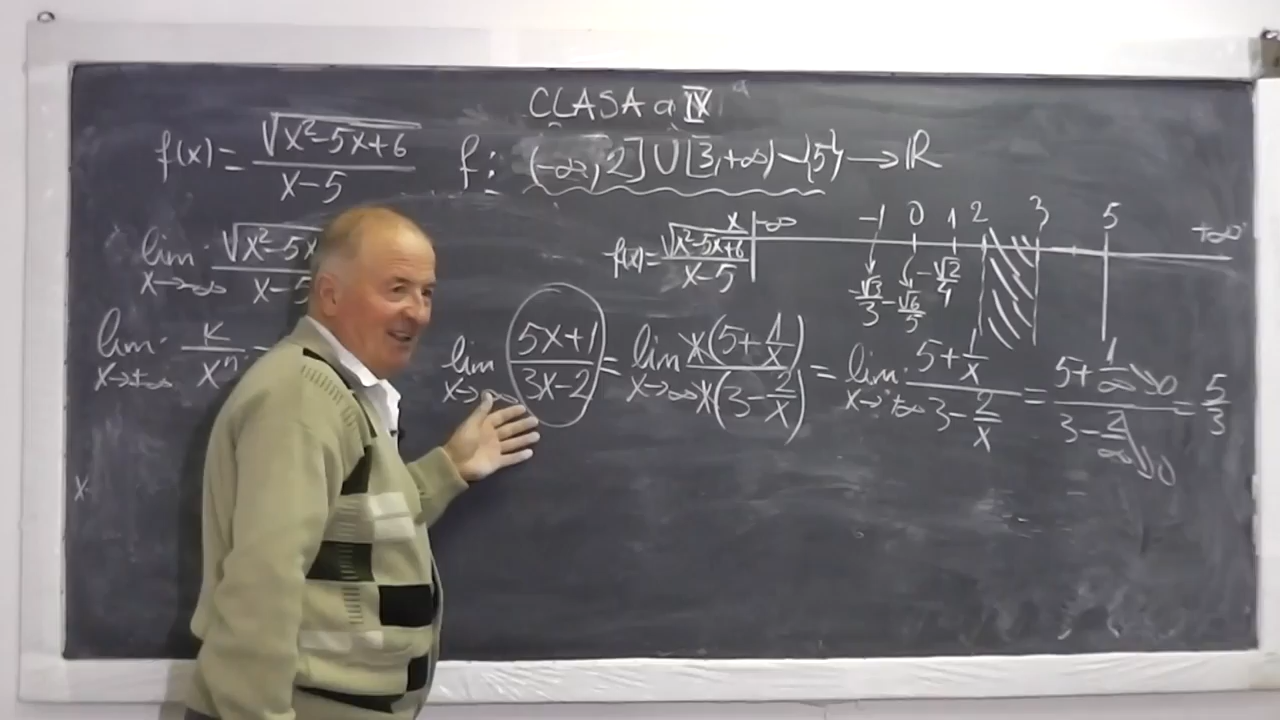 CLASA a IX a
f(x) = √(x²-5x+6) / (x-5) f: (-∞, 2] ∪ [3, +∞) \ {5} → ℝ
x -∞ -1 0 1 2 3 5 +∞
f(x) = √(x²-5x+6) / (x-5) -√3/3 -√6/5 -√2/4
lim x→-∞ √(x²-5x / x-5
lim x→+∞ K/xⁿ =
lim x→∞ (5x+1)/(3x-2) = lim x→∞ x(5+1/x) / x(3-2/x) = lim x→+∞ (5+1/x) / (3-2/x) = (5+1/∞ ↘0) / (3-2/∞ ↘0) = 5/3
x